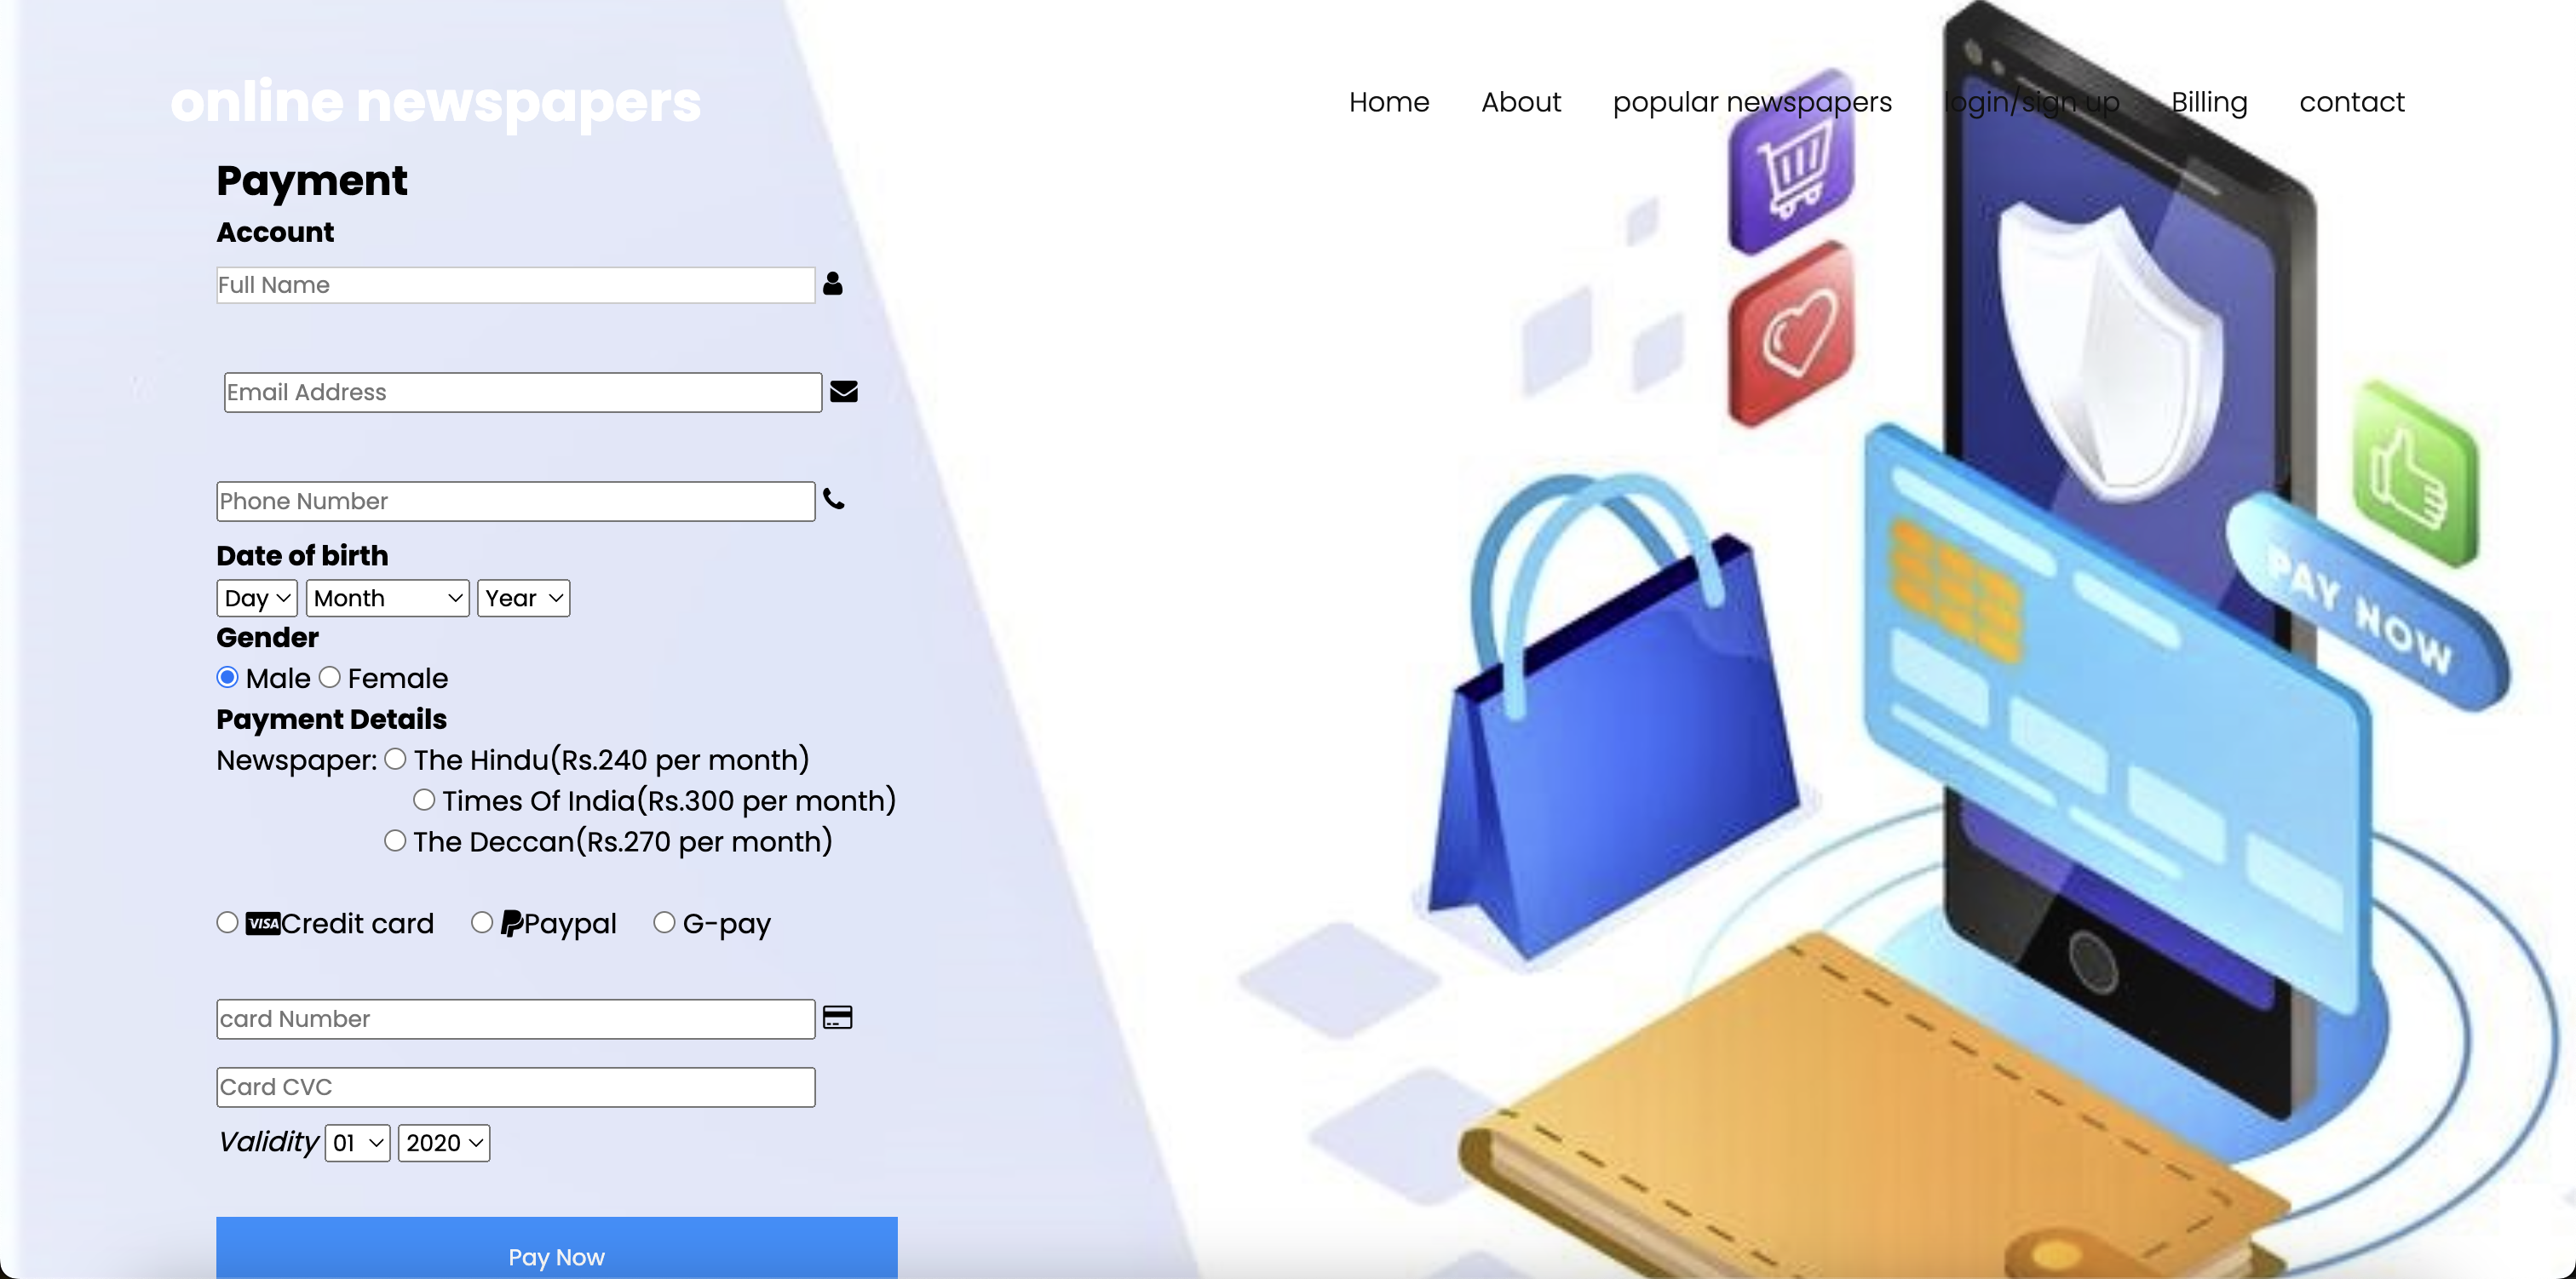 online newspapers
Home About popular newspapers login/sign up Billing contact
Payment
Account
Full Name
Email Address
Phone Number
Date of birth
Day Month Year
Gender
Male Female
Payment Details
Newspaper: The Hindu(Rs.240 per month)
Times Of India(Rs.300 per month)
The Deccan(Rs.270 per month)
VISA Credit card Paypal G-pay
card Number
Card CVC
Validity 01 2020
Pay Now
PAY NOW